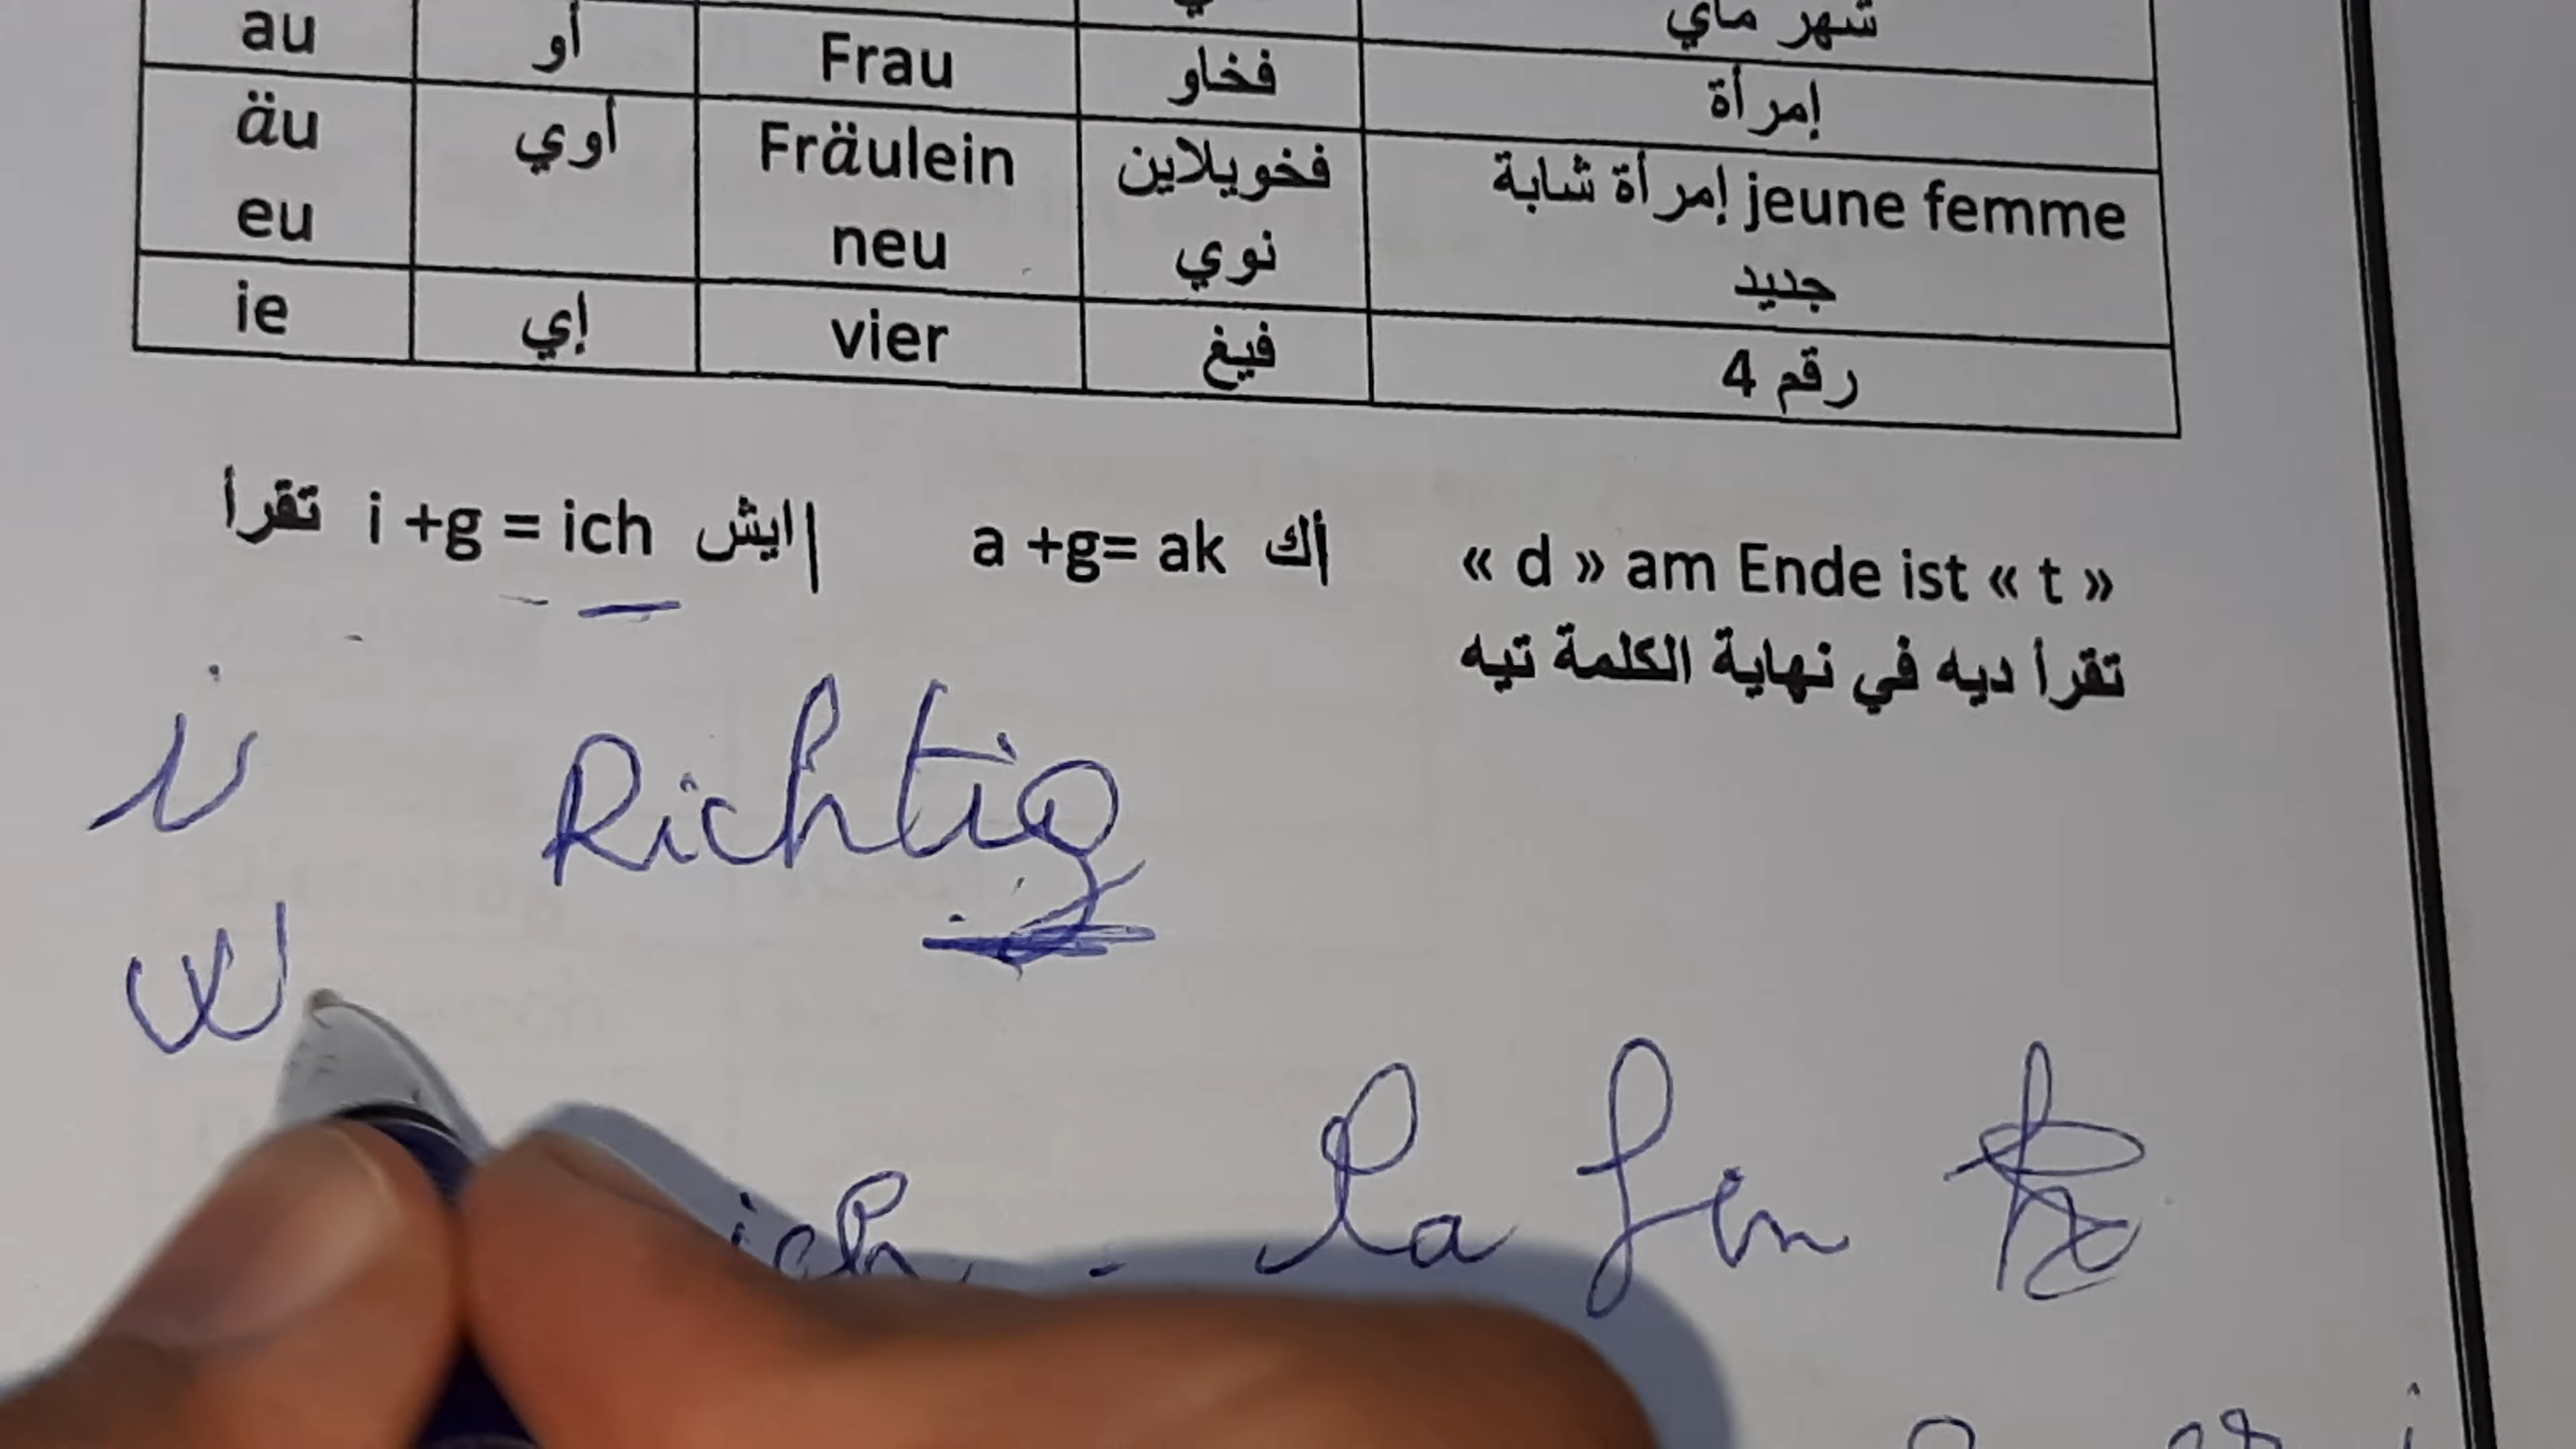 شهر ماي
au أو Frau فخاو إمرأة
äu أوي Fräulein فخويلاين إمرأة شابة jeune femme
eu neu نوي جديد
ie إي vier فيغ رقم 4
تقرأ i +g = ich إايش a +g= ak أك « d » am Ende ist « t »
تقرأ ديه في نهاية الكلمة تيه
Richtig
ich - la fin